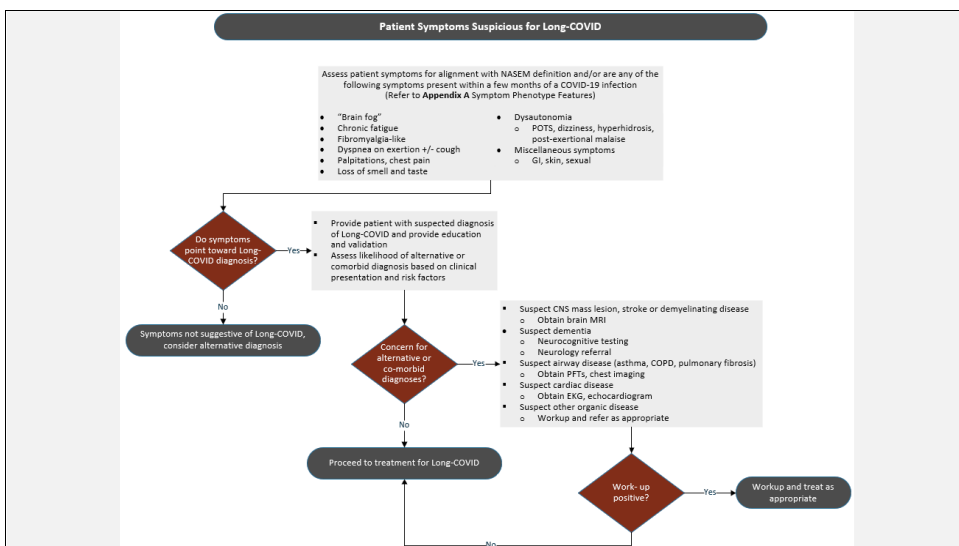 Patient Symptoms Suspicious for Long-COVID
Assess patient symptoms for alignment with NASEM definition and/or are any of the
following symptoms present within a few months of a COVID-19 infection
(Refer to Appendix A Symptom Phenotype Features)
• "Brain fog"
• Chronic fatigue
• Fibromyalgia-like
• Dyspnea on exertion +/- cough
• Palpitations, chest pain
• Loss of smell and taste
• Dysautonomia
o POTS, dizziness, hyperhidrosis,
post-exertional malaise
• Miscellaneous symptoms
o GI, skin, sexual
Do symptoms
point toward Long-
COVID diagnosis?
Yes
▪ Provide patient with suspected diagnosis
of Long-COVID and provide education
and validation
▪ Assess likelihood of alternative or
comorbid diagnosis based on clinical
presentation and risk factors
No
Symptoms not suggestive of Long-COVID,
consider alternative diagnosis
Concern for
alternative or
co-morbid
diagnoses?
Yes
▪ Suspect CNS mass lesion, stroke or demyelinating disease
o Obtain brain MRI
• Suspect dementia
o Neurocognitive testing
o Neurology referral
▪ Suspect airway disease (asthma, COPD, pulmonary fibrosis)
o Obtain PFTs, chest imaging
▪ Suspect cardiac disease
o Obtain EKG, echocardiogram
▪ Suspect other organic disease
o Workup and refer as appropriate
No
Proceed to treatment for Long-COVID
Work- up
positive?
Yes
Workup and treat as
appropriate
No